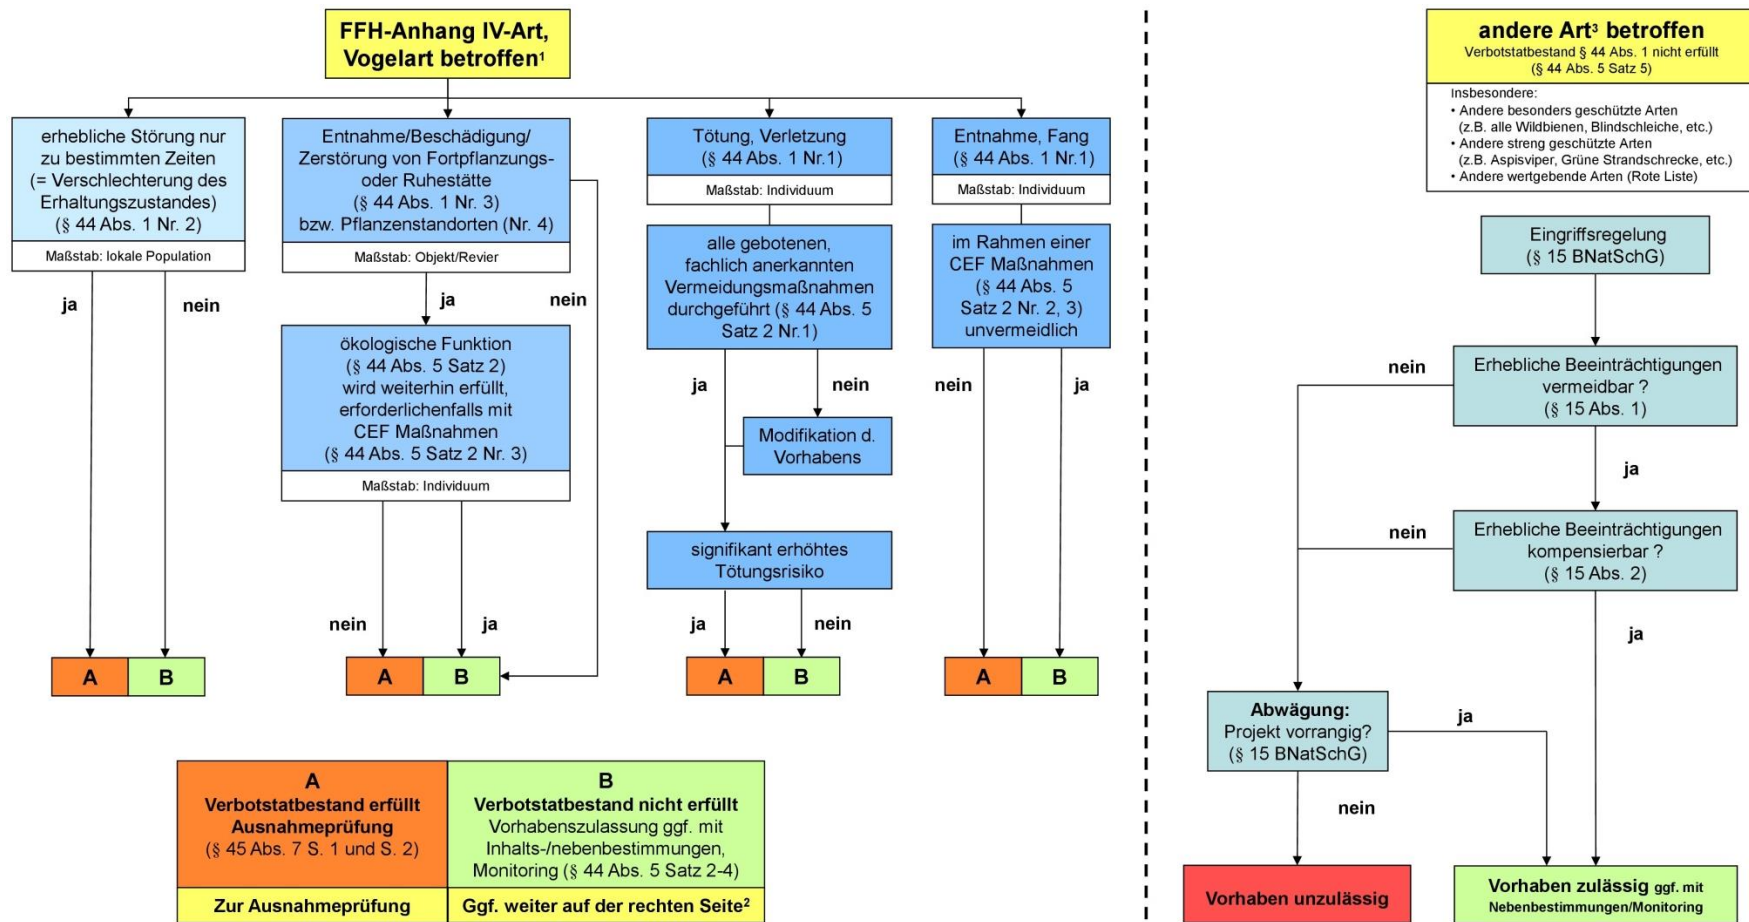 FFH-Anhang IV-Art,
Vogelart betroffen¹
erhebliche Störung nur
zu bestimmten Zeiten
(= Verschlechterung des
Erhaltungszustandes)
(§ 44 Abs. 1 Nr. 2)
Maßstab: lokale Population
ja
nein
Entnahme/Beschädigung/
Zerstörung von Fortpflanzungs-
oder Ruhestätte
(§ 44 Abs. 1 Nr. 3)
bzw. Pflanzenstandorten (Nr. 4)
Maßstab: Objekt/Revier
ja
nein
ökologische Funktion
(§ 44 Abs. 5 Satz 2)
wird weiterhin erfüllt,
erforderlichenfalls mit
CEF Maßnahmen
(§ 44 Abs. 5 Satz 2 Nr. 3)
Maßstab: Individuum
nein
ja
Tötung, Verletzung
(§ 44 Abs. 1 Nr.1)
Maßstab: Individuum
alle gebotenen,
fachlich anerkannten
Vermeidungsmaßnahmen
durchgeführt (§ 44 Abs. 5
Satz 2 Nr.1)
ja
nein
Modifikation d.
Vorhabens
signifikant erhöhtes
Tötungsrisiko
ja
nein
Entnahme, Fang
(§ 44 Abs. 1 Nr.1)
Maßstab: Individuum
im Rahmen einer
CEF Maßnahmen
(§ 44 Abs. 5
Satz 2 Nr. 2, 3)
unvermeidlich
nein
ja
A B
A B
A B
A B
A
Verbotstatbestand erfüllt
Ausnahmeprüfung
(§ 45 Abs. 7 S. 1 und S. 2)
Zur Ausnahmeprüfung
B
Verbotstatbestand nicht erfüllt
Vorhabenszulassung ggf. mit
Inhalts-/nebenbestimmungen,
Monitoring (§ 44 Abs. 5 Satz 2-4)
Ggf. weiter auf der rechten Seite²
andere Art³ betroffen
Verbotstatbestand § 44 Abs. 1 nicht erfüllt
(§ 44 Abs. 5 Satz 5)
Insbesondere:
• Andere besonders geschützte Arten
(z.B. alle Wildbienen, Blindschleiche, etc.)
• Andere streng geschützte Arten
(z.B. Aspisviper, Grüne Strandschrecke, etc.)
• Andere wertgebende Arten (Rote Liste)
Eingriffsregelung
(§ 15 BNatSchG)
Erhebliche Beeinträchtigungen
vermeidbar ?
(§ 15 Abs. 1)
nein
ja
Erhebliche Beeinträchtigungen
kompensierbar ?
(§ 15 Abs. 2)
nein
ja
Abwägung:
Projekt vorrangig?
(§ 15 BNatSchG)
ja
nein
Vorhaben unzulässig
Vorhaben zulässig ggf. mit
Nebenbestimmungen/Monitoring